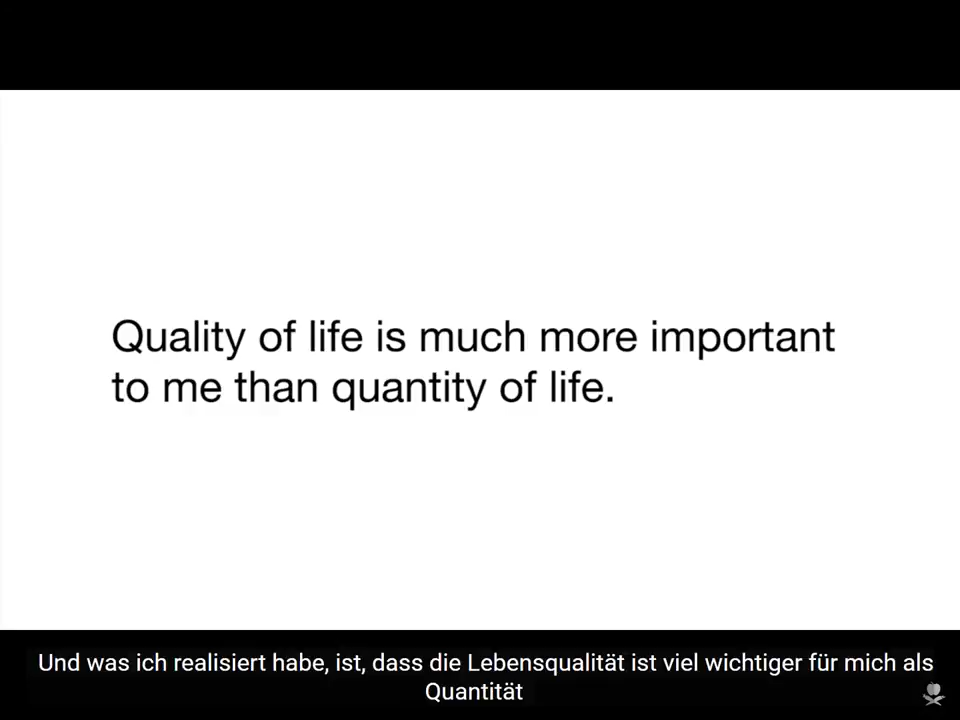 Quality of life is much more important
to me than quantity of life.
Und was ich realisiert habe, ist, dass die Lebensqualität ist viel wichtiger für mich als
Quantität